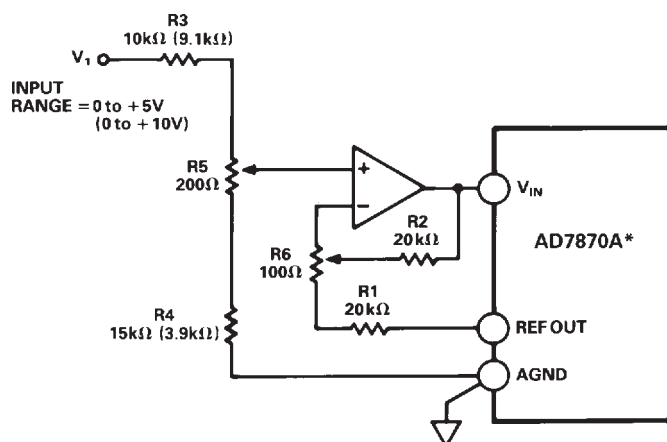 R3
10kΩ (9.1kΩ)
V₁
INPUT
RANGE = 0 to +5V
(0 to +10V)
R5
200Ω
+
−
V_IN
R2
20kΩ
AD7870A*
R6
100Ω
R1
20kΩ
R4
15kΩ (3.9kΩ)
REF OUT
AGND